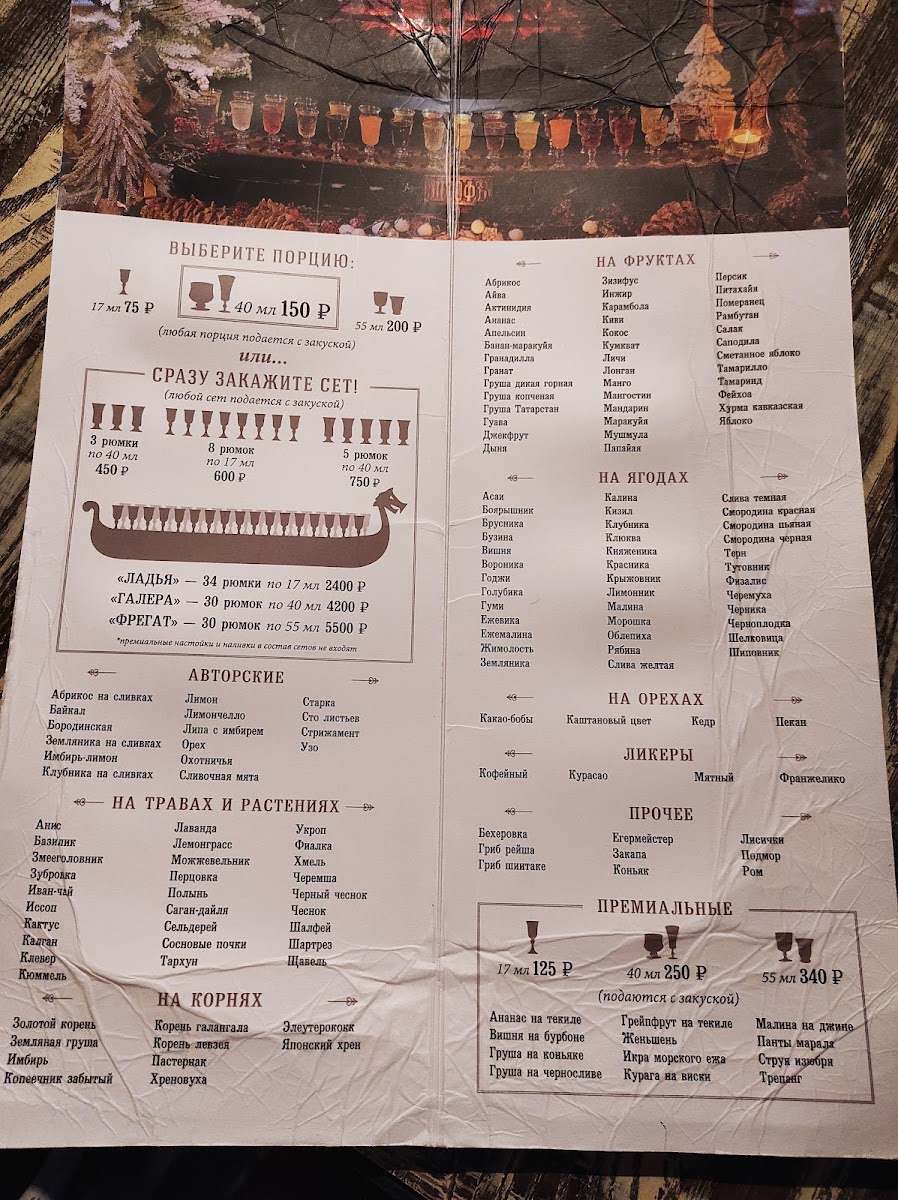 ВЫБЕРИТЕ ПОРЦИЮ:
17 мл 75 ₽
40 мл 150 ₽
55 мл 200 ₽
(любая порция подается с закуской)
или...
СРАЗУ ЗАКАЖИТЕ СЕТ!
(любой сет подается с закуской)
3 рюмки
по 40 мл
450 ₽
8 рюмок
по 17 мл
600 ₽
5 рюмок
по 40 мл
750 ₽
«ЛАДЬЯ» — 34 рюмки по 17 мл 2400 ₽
«ГАЛЕРА» — 30 рюмок по 40 мл 4200 ₽
«ФРЕГАТ» — 30 рюмок по 55 мл 5500 ₽
*премиальные настойки и наливки в состав сетов не входят
АВТОРСКИЕ
Абрикос на сливках
Байкал
Бородинская
Земляника на сливках
Имбирь-лимон
Клубника на сливках
Лимон
Лимончелло
Липа с имбирем
Орех
Охотничья
Сливочная мята
Старка
Сто листьев
Стрижамент
Узо
НА ТРАВАХ И РАСТЕНИЯХ
Анис
Базилик
Змееголовник
Зубровка
Иван-чай
Иссоп
Кактус
Калган
Клевер
Кюммель
Лаванда
Лемонграсс
Можжевельник
Перцовка
Полынь
Саган-дайля
Сельдерей
Сосновые почки
Тархун
Укроп
Фиалка
Хмель
Черемша
Черный чеснок
Чеснок
Шалфей
Шартрез
Щавель
НА КОРНЯХ
Золотой корень
Земляная груша
Имбирь
Копеечник забытый
Корень галангала
Корень левзея
Пастернак
Хреновуха
Элеутерококк
Японский хрен
НА ФРУКТАХ
Абрикос
Айва
Актинидия
Ананас
Апельсин
Банан-маракуйя
Гранадилла
Гранат
Груша дикая горная
Груша копченая
Груша Татарстан
Гуава
Джекфрут
Дыня
Зизифус
Инжир
Карамбола
Киви
Кокос
Кумкват
Личи
Лонган
Манго
Мангостин
Мандарин
Маракуйя
Мушмула
Папайя
Персик
Питахайя
Померанец
Рамбутан
Салак
Саподилла
Сметанное яблоко
Тамарилло
Тамаринд
Фейхоа
Хурма кавказская
Яблоко
НА ЯГОДАХ
Асаи
Боярышник
Брусника
Бузина
Вишня
Вороника
Годжи
Голубика
Гуми
Ежевика
Ежемалина
Жимолость
Земляника
Калина
Кизил
Клубника
Клюква
Княженика
Красника
Крыжовник
Лимонник
Малина
Морошка
Облепиха
Рябина
Слива желтая
Слива темная
Смородина красная
Смородина пьяная
Смородина черная
Терн
Тутовник
Физалис
Черемуха
Черника
Черноплодка
Шелковица
Шиповник
НА ОРЕХАХ
Какао-бобы
Каштановый цвет
Кедр
Пекан
ЛИКЕРЫ
Кофейный
Курасао
Мятный
Франжелико
ПРОЧЕЕ
Бехеровка
Гриб рейша
Гриб шиитаке
Егермейстер
Закапа
Коньяк
Лисички
Подмор
Ром
ПРЕМИАЛЬНЫЕ
17 мл 125 ₽
40 мл 250 ₽
55 мл 340 ₽
(подаются с закуской)
Ананас на текиле
Вишня на бурбоне
Груша на коньяке
Груша на черносливе
Грейпфрут на текиле
Женьшень
Икра морского ежа
Курага на виски
Малина на джине
Панты марала
Струя изюбря
Трепанг